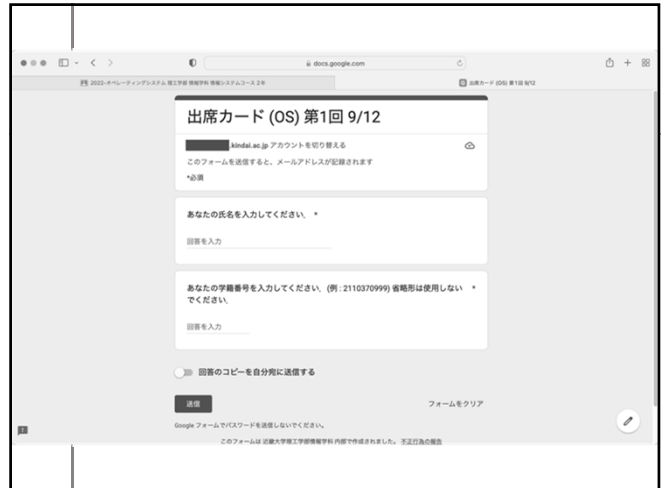 docs.google.com
2022-オペレーティングシステム 理工学部 情報学科 情報システムコース 2年
出席カード (OS) 第1回 9/12
出席カード (OS) 第1回 9/12
.kindai.ac.jp アカウントを切り替える
このフォームを送信すると、メールアドレスが記録されます
*必須
あなたの氏名を入力してください. *
回答を入力
あなたの学籍番号を入力してください. (例 : 2110370999) 省略形は使用しない *
でください.
回答を入力
回答のコピーを自分宛に送信する
送信
フォームをクリア
Google フォームでパスワードを送信しないでください。
このフォームは 近畿大学理工学部情報学科 内部で作成されました。 不正行為の報告